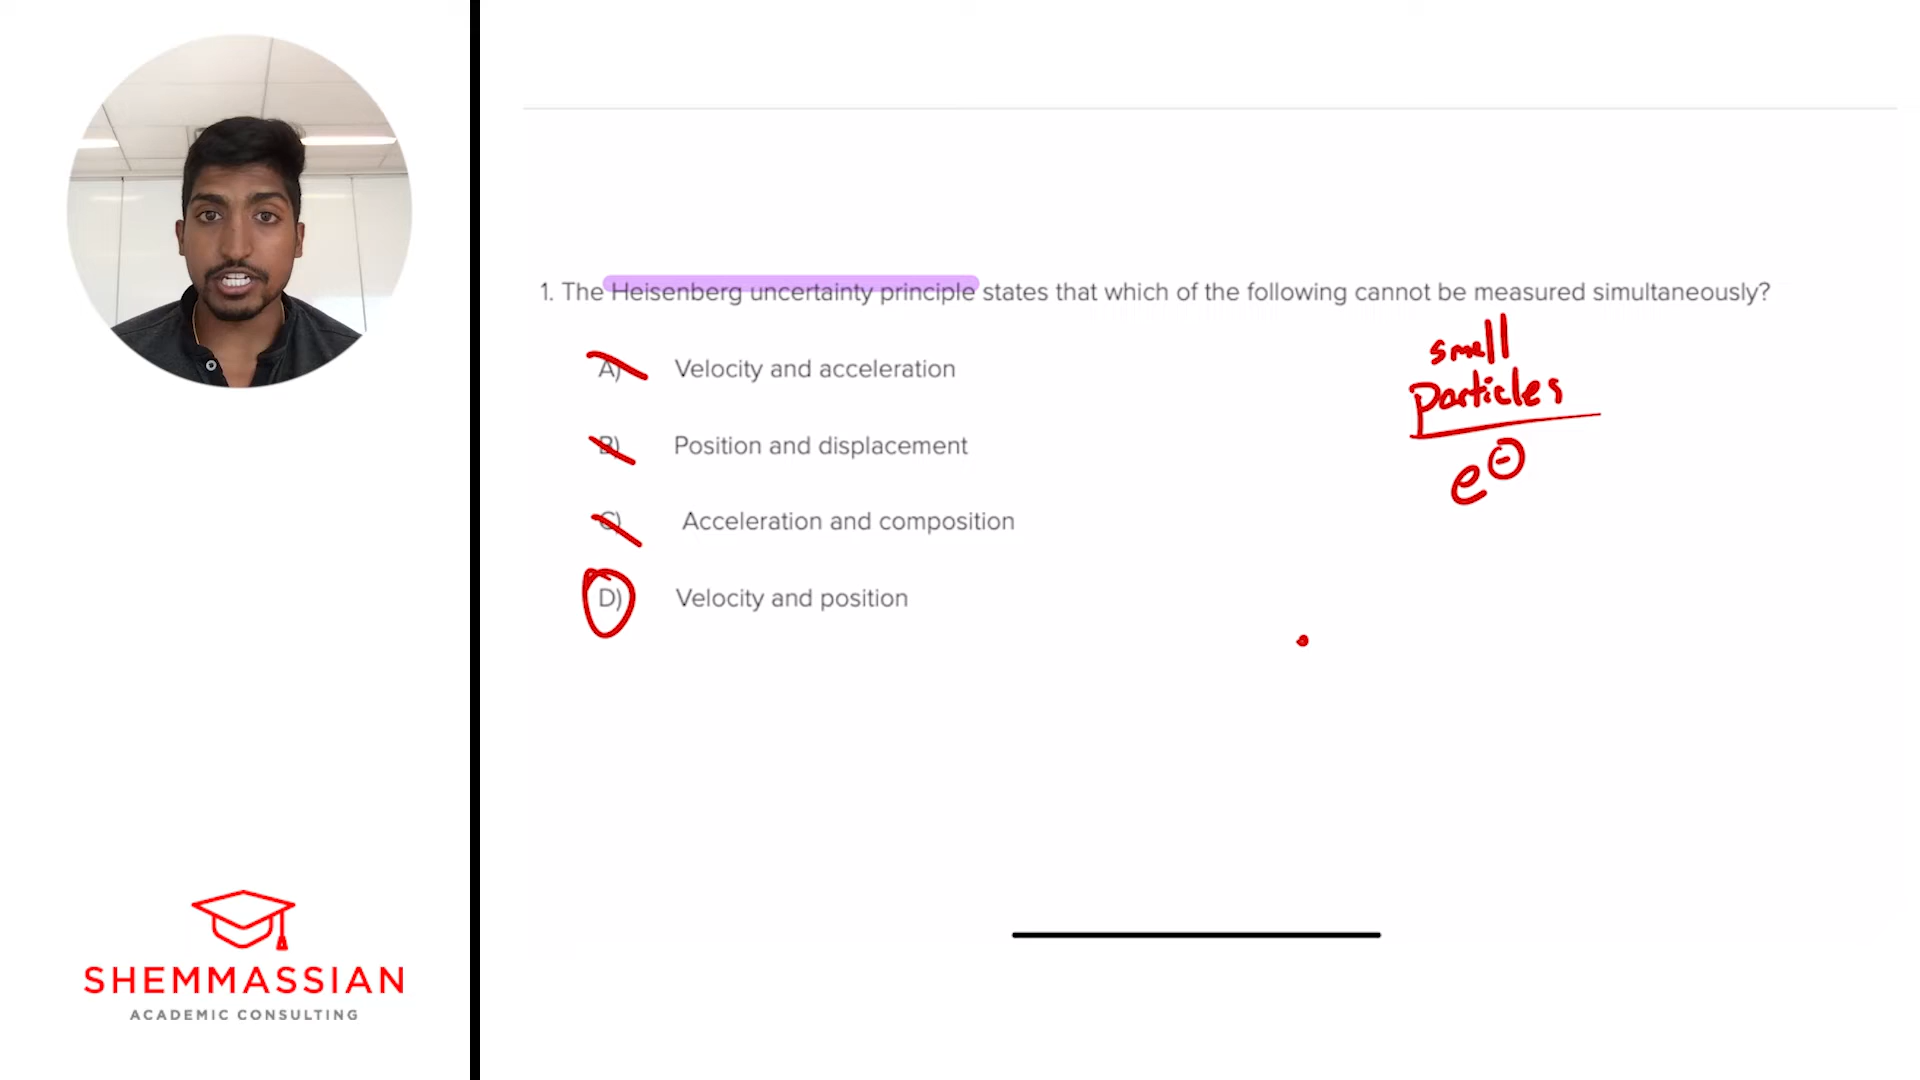 1. The Heisenberg uncertainty principle states that which of the following cannot be measured simultaneously?
small
particles
e⊖
A) Velocity and acceleration
B) Position and displacement
C) Acceleration and composition
D) Velocity and position
SHEMMASSIAN
ACADEMIC CONSULTING